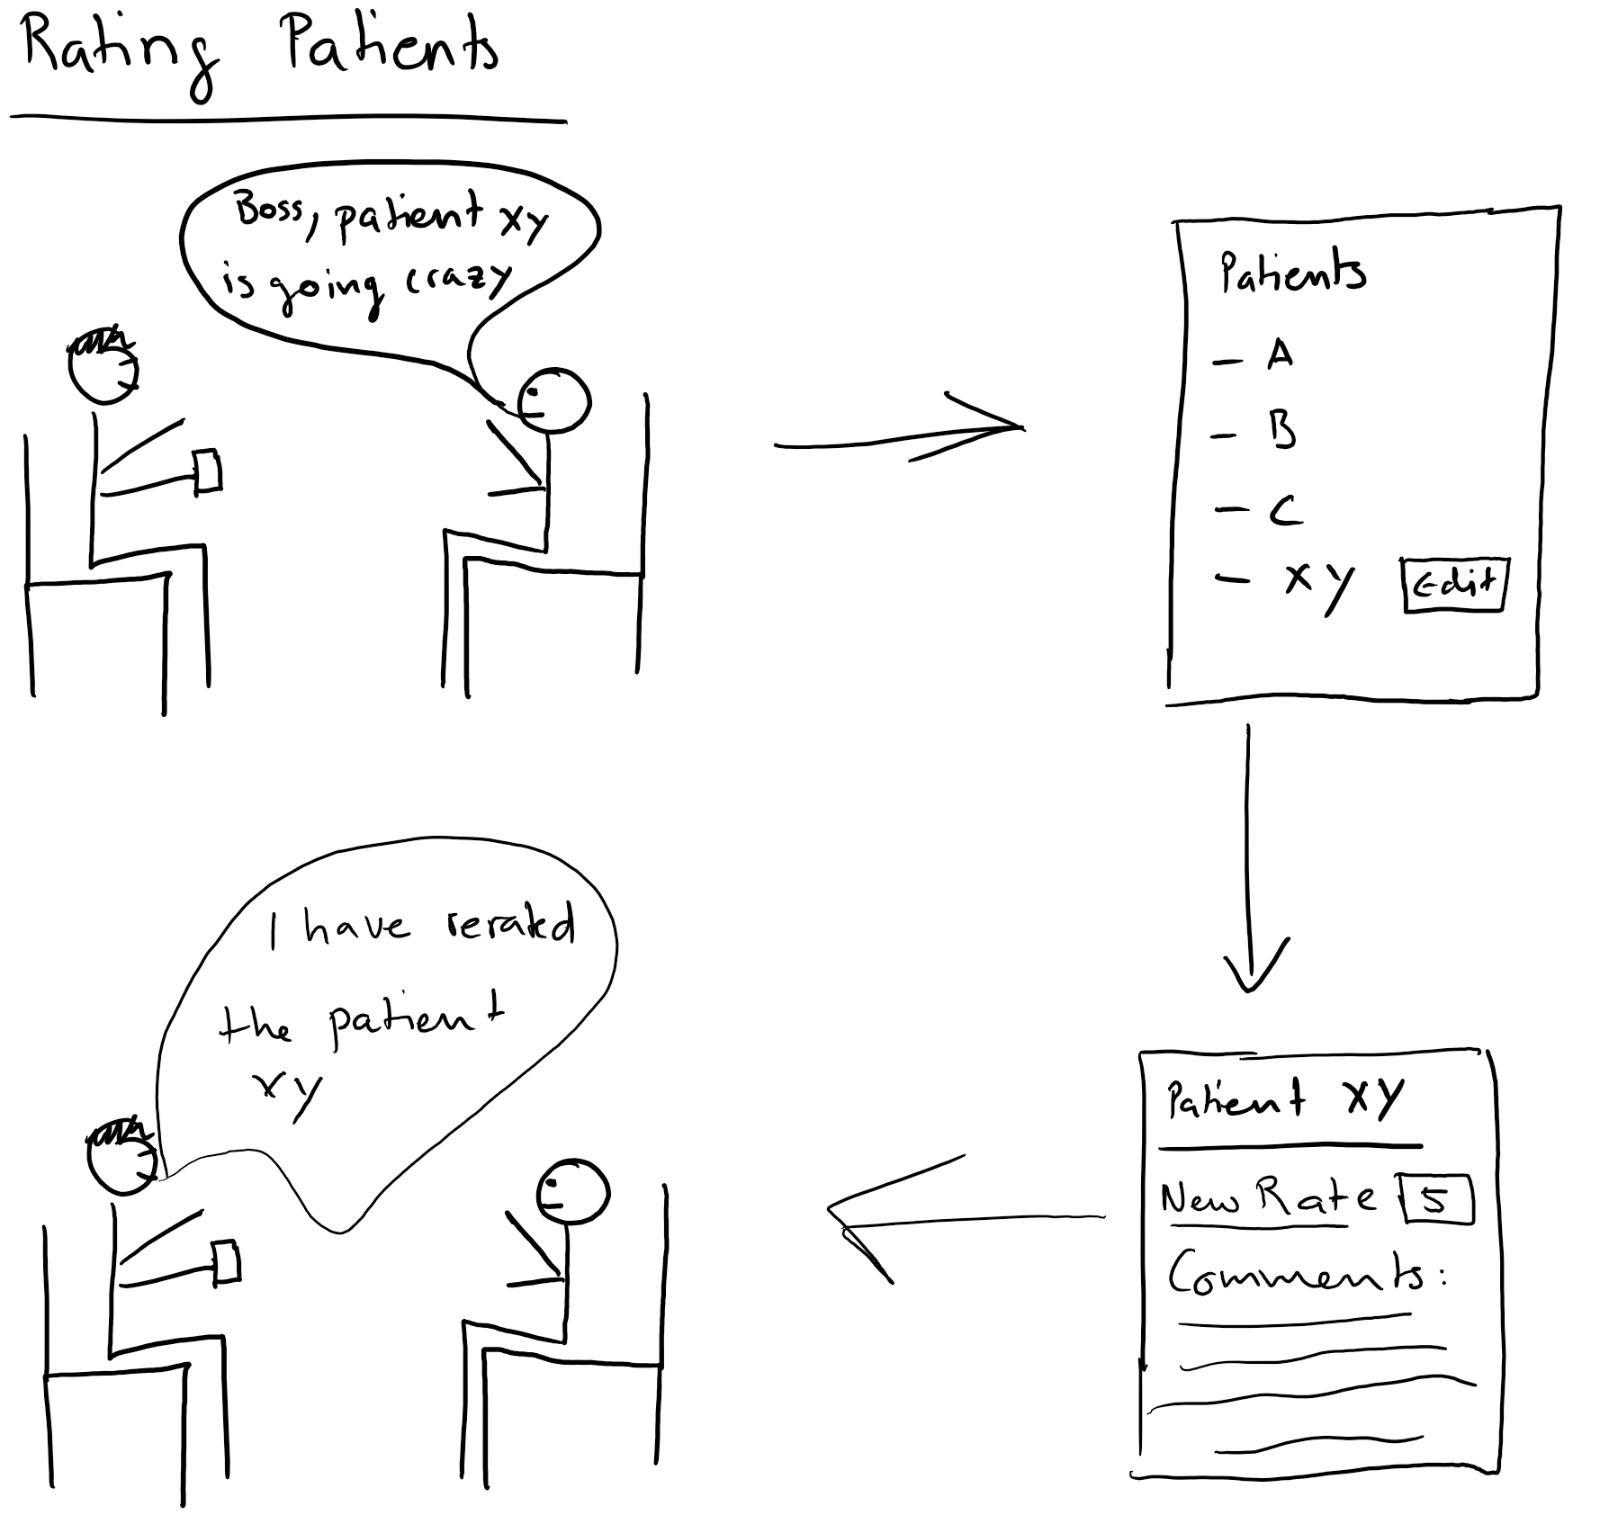 Rating Patients
Boss, patient xy
is going crazy
Patients
- A
- B
- C
- xy Edit
Patient XY
New Rate 5
Comments:
I have rerated
the patient
xy